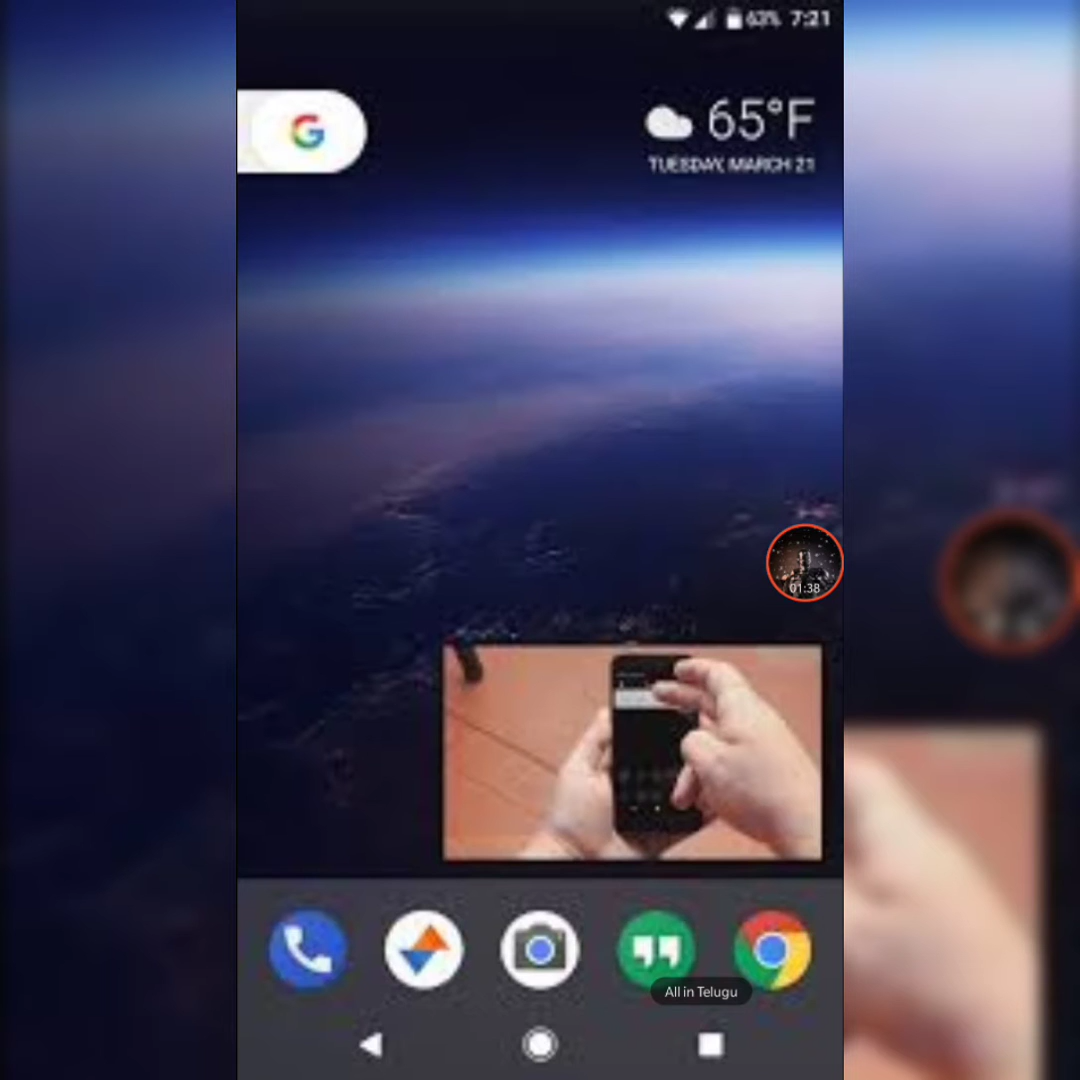 63% 7:21
G
65°F
TUESDAY, MARCH 21
01:38
All in Telugu